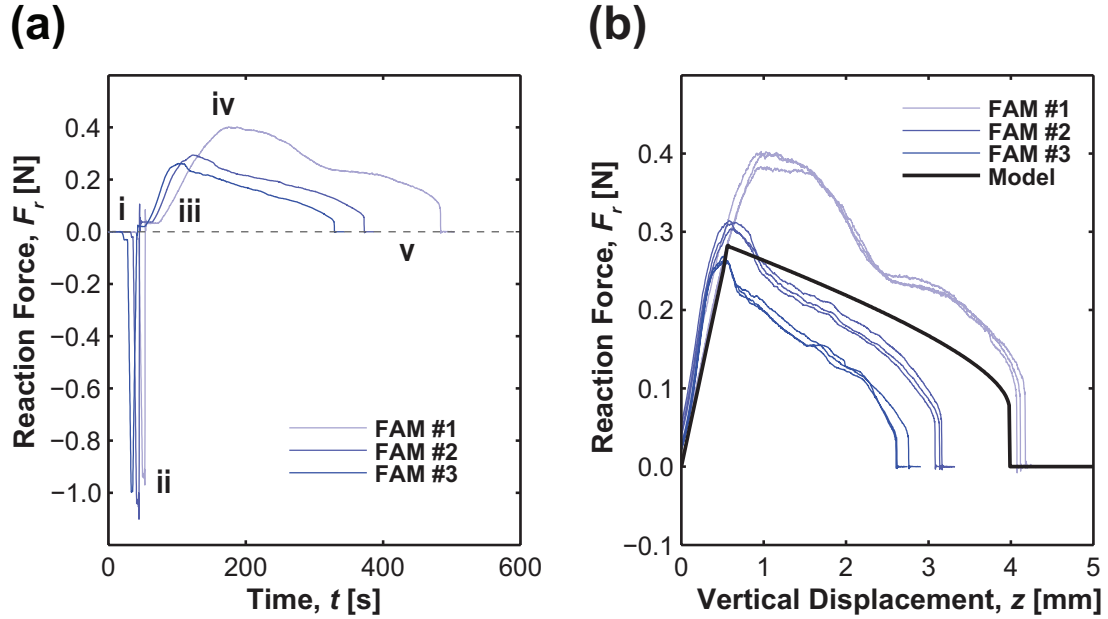 (a)
Reaction Force, Fr [N]
0.4
0.2
0.0
−0.2
−0.4
−0.6
−0.8
−1.0
i
ii
iii
iv
v
FAM #1
FAM #2
FAM #3
0
200
400
600
Time, t [s]
(b)
Reaction Force, Fr [N]
0.4
0.3
0.2
0.1
0.0
−0.1
FAM #1
FAM #2
FAM #3
Model
0
1
2
3
4
5
Vertical Displacement, z [mm]